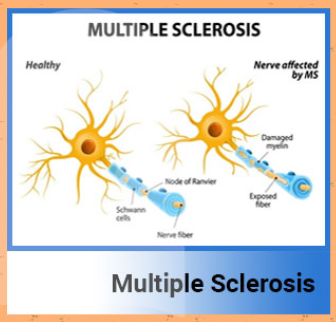 MULTIPLE SCLEROSIS
Healthy
Nerve affected
by MS
Damaged
myelin
Node of Ranvier
Exposed
fiber
Schwann
cells
Nerve fiber
Multiple Sclerosis